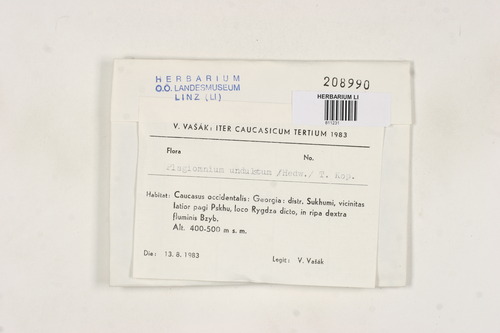 HERBARIUM
O.Ö. LANDESMUSEUM
LINZ (LI)
208990
HERBARIUM LI
V. VAŠÁK: ITER CAUCASICUM TERTIUM 1983
Flora No.
Plagiomnium undulatum /Hedw./ T. Kop.
Habitat: Caucasus occidentalis: Georgia: distr. Sukhumi, vicinitas
latior pagi Pskhu, loco Rygdza dicto, in ripa dextra
fluminis Bzyb.
Alt. 400-500 m s. m.
Die: 13. 8. 1983 Legit: V. Vašák